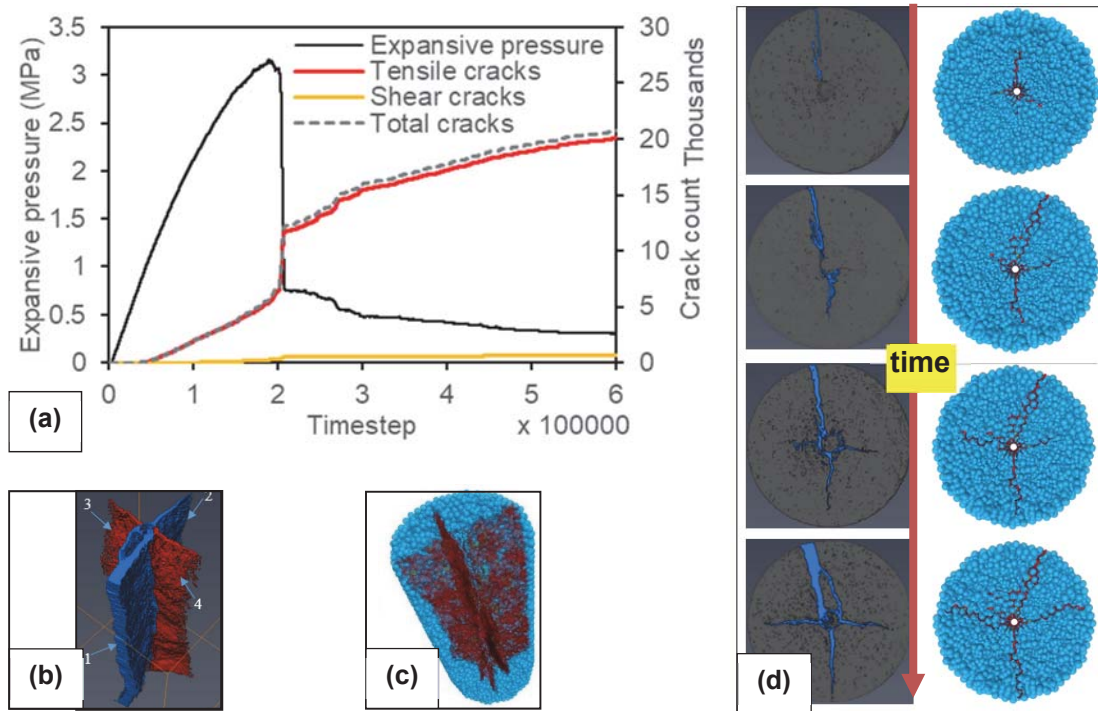 3.5
3
2.5
2
1.5
1
0.5
0
Expansive pressure (MPa)
Expansive pressure
Tensile cracks
Shear cracks
Total cracks
30
25
20
15
10
5
0
Crack count Thousands
0 1 2 3 4 5 6
Timestep x 100000
(a)
3
2
4
1
(b)
(c)
time
(d)